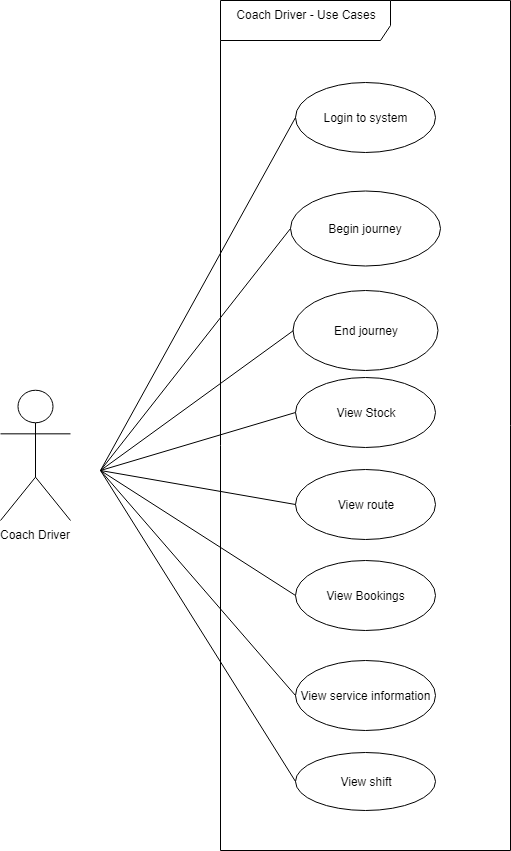 Coach Driver - Use Cases
Login to system
Begin journey
End journey
View Stock
View route
Coach Driver
View Bookings
View service information
View shift